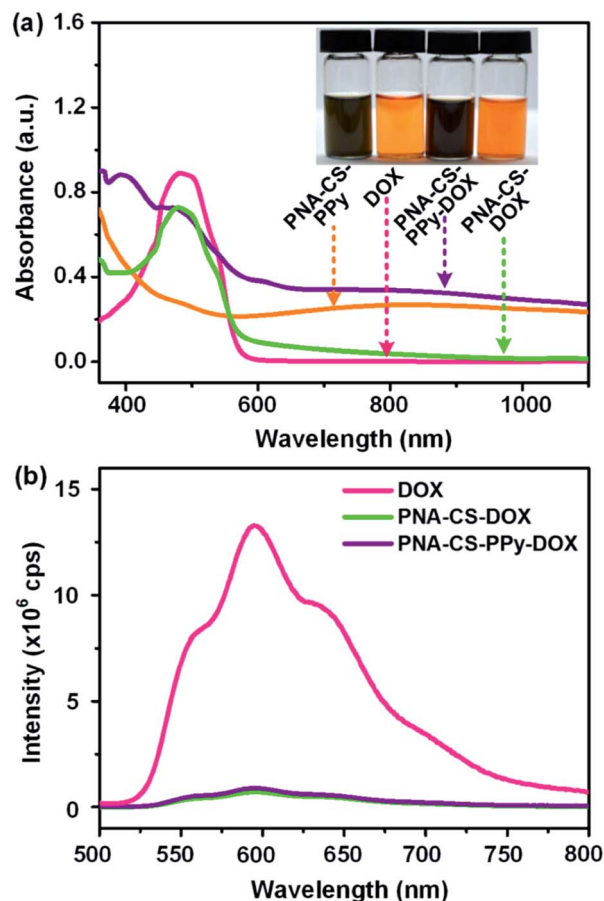 (a)
1.6
1.2
0.8
0.4
0.0
Absorbance (a.u.)
PNA-CS-
PPy
DOX
PNA-CS-
PPy-DOX
PNA-CS-
DOX
400
600
800
1000
Wavelength (nm)
(b)
15
10
5
0
Intensity (x10⁶ cps)
DOX
PNA-CS-DOX
PNA-CS-PPy-DOX
500
550
600
650
700
750
800
Wavelength (nm)